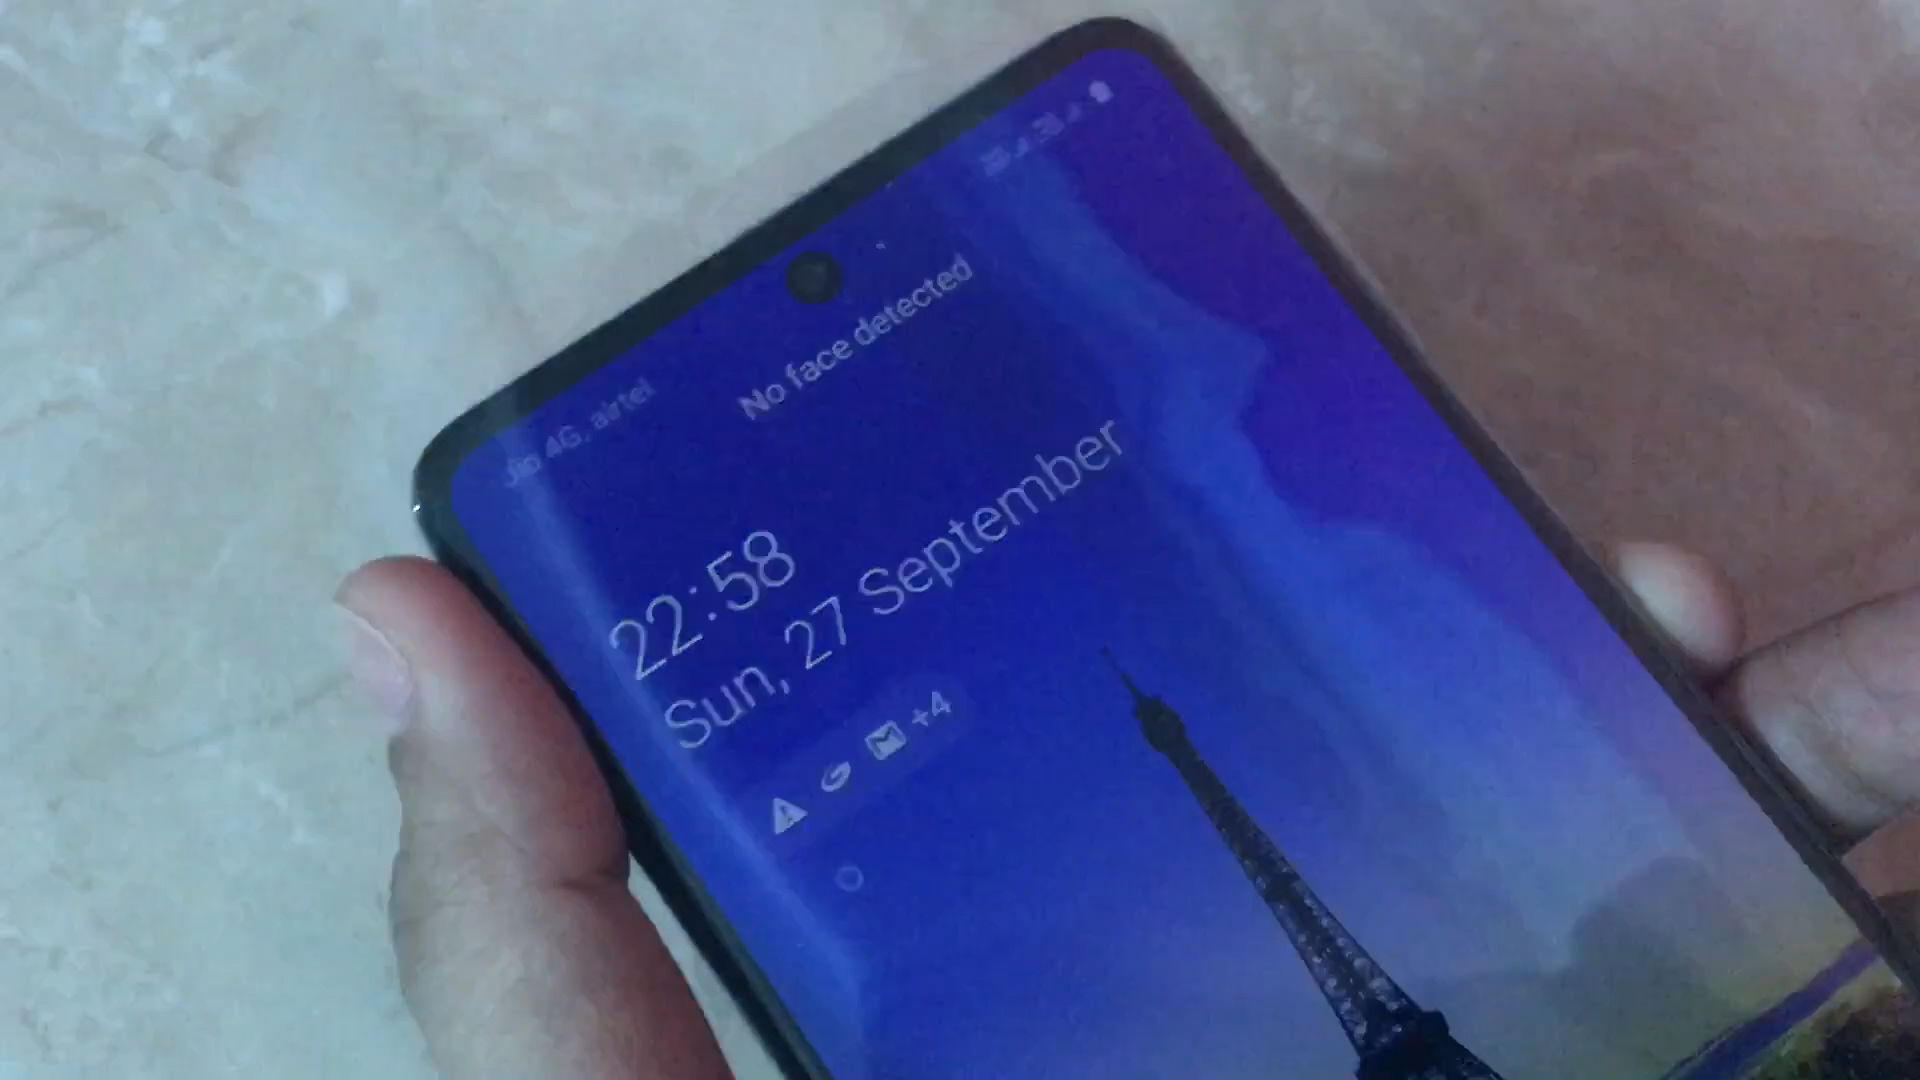 Jio 4G, airtel
No face detected
22:58
Sun, 27 September
+4